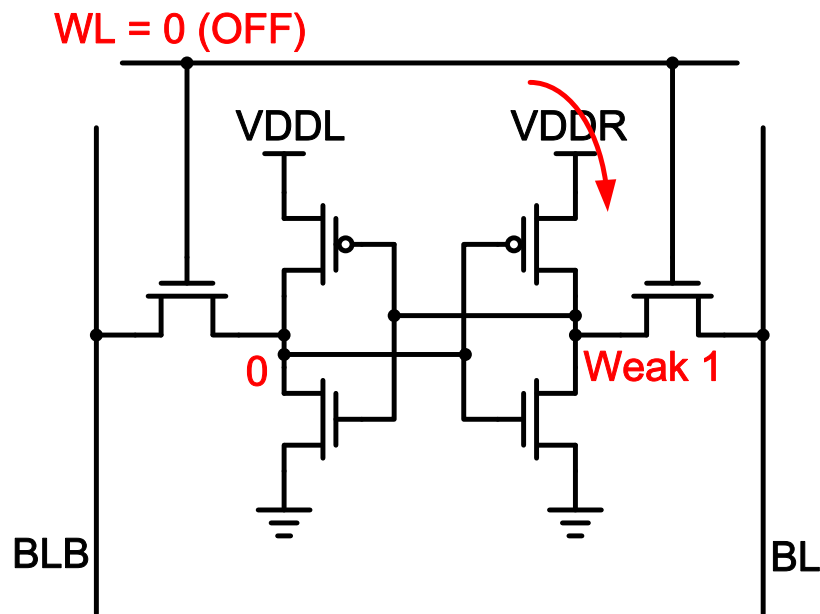 WL = 0 (OFF)
VDDL
VDDR
0
Weak 1
BLB
BL